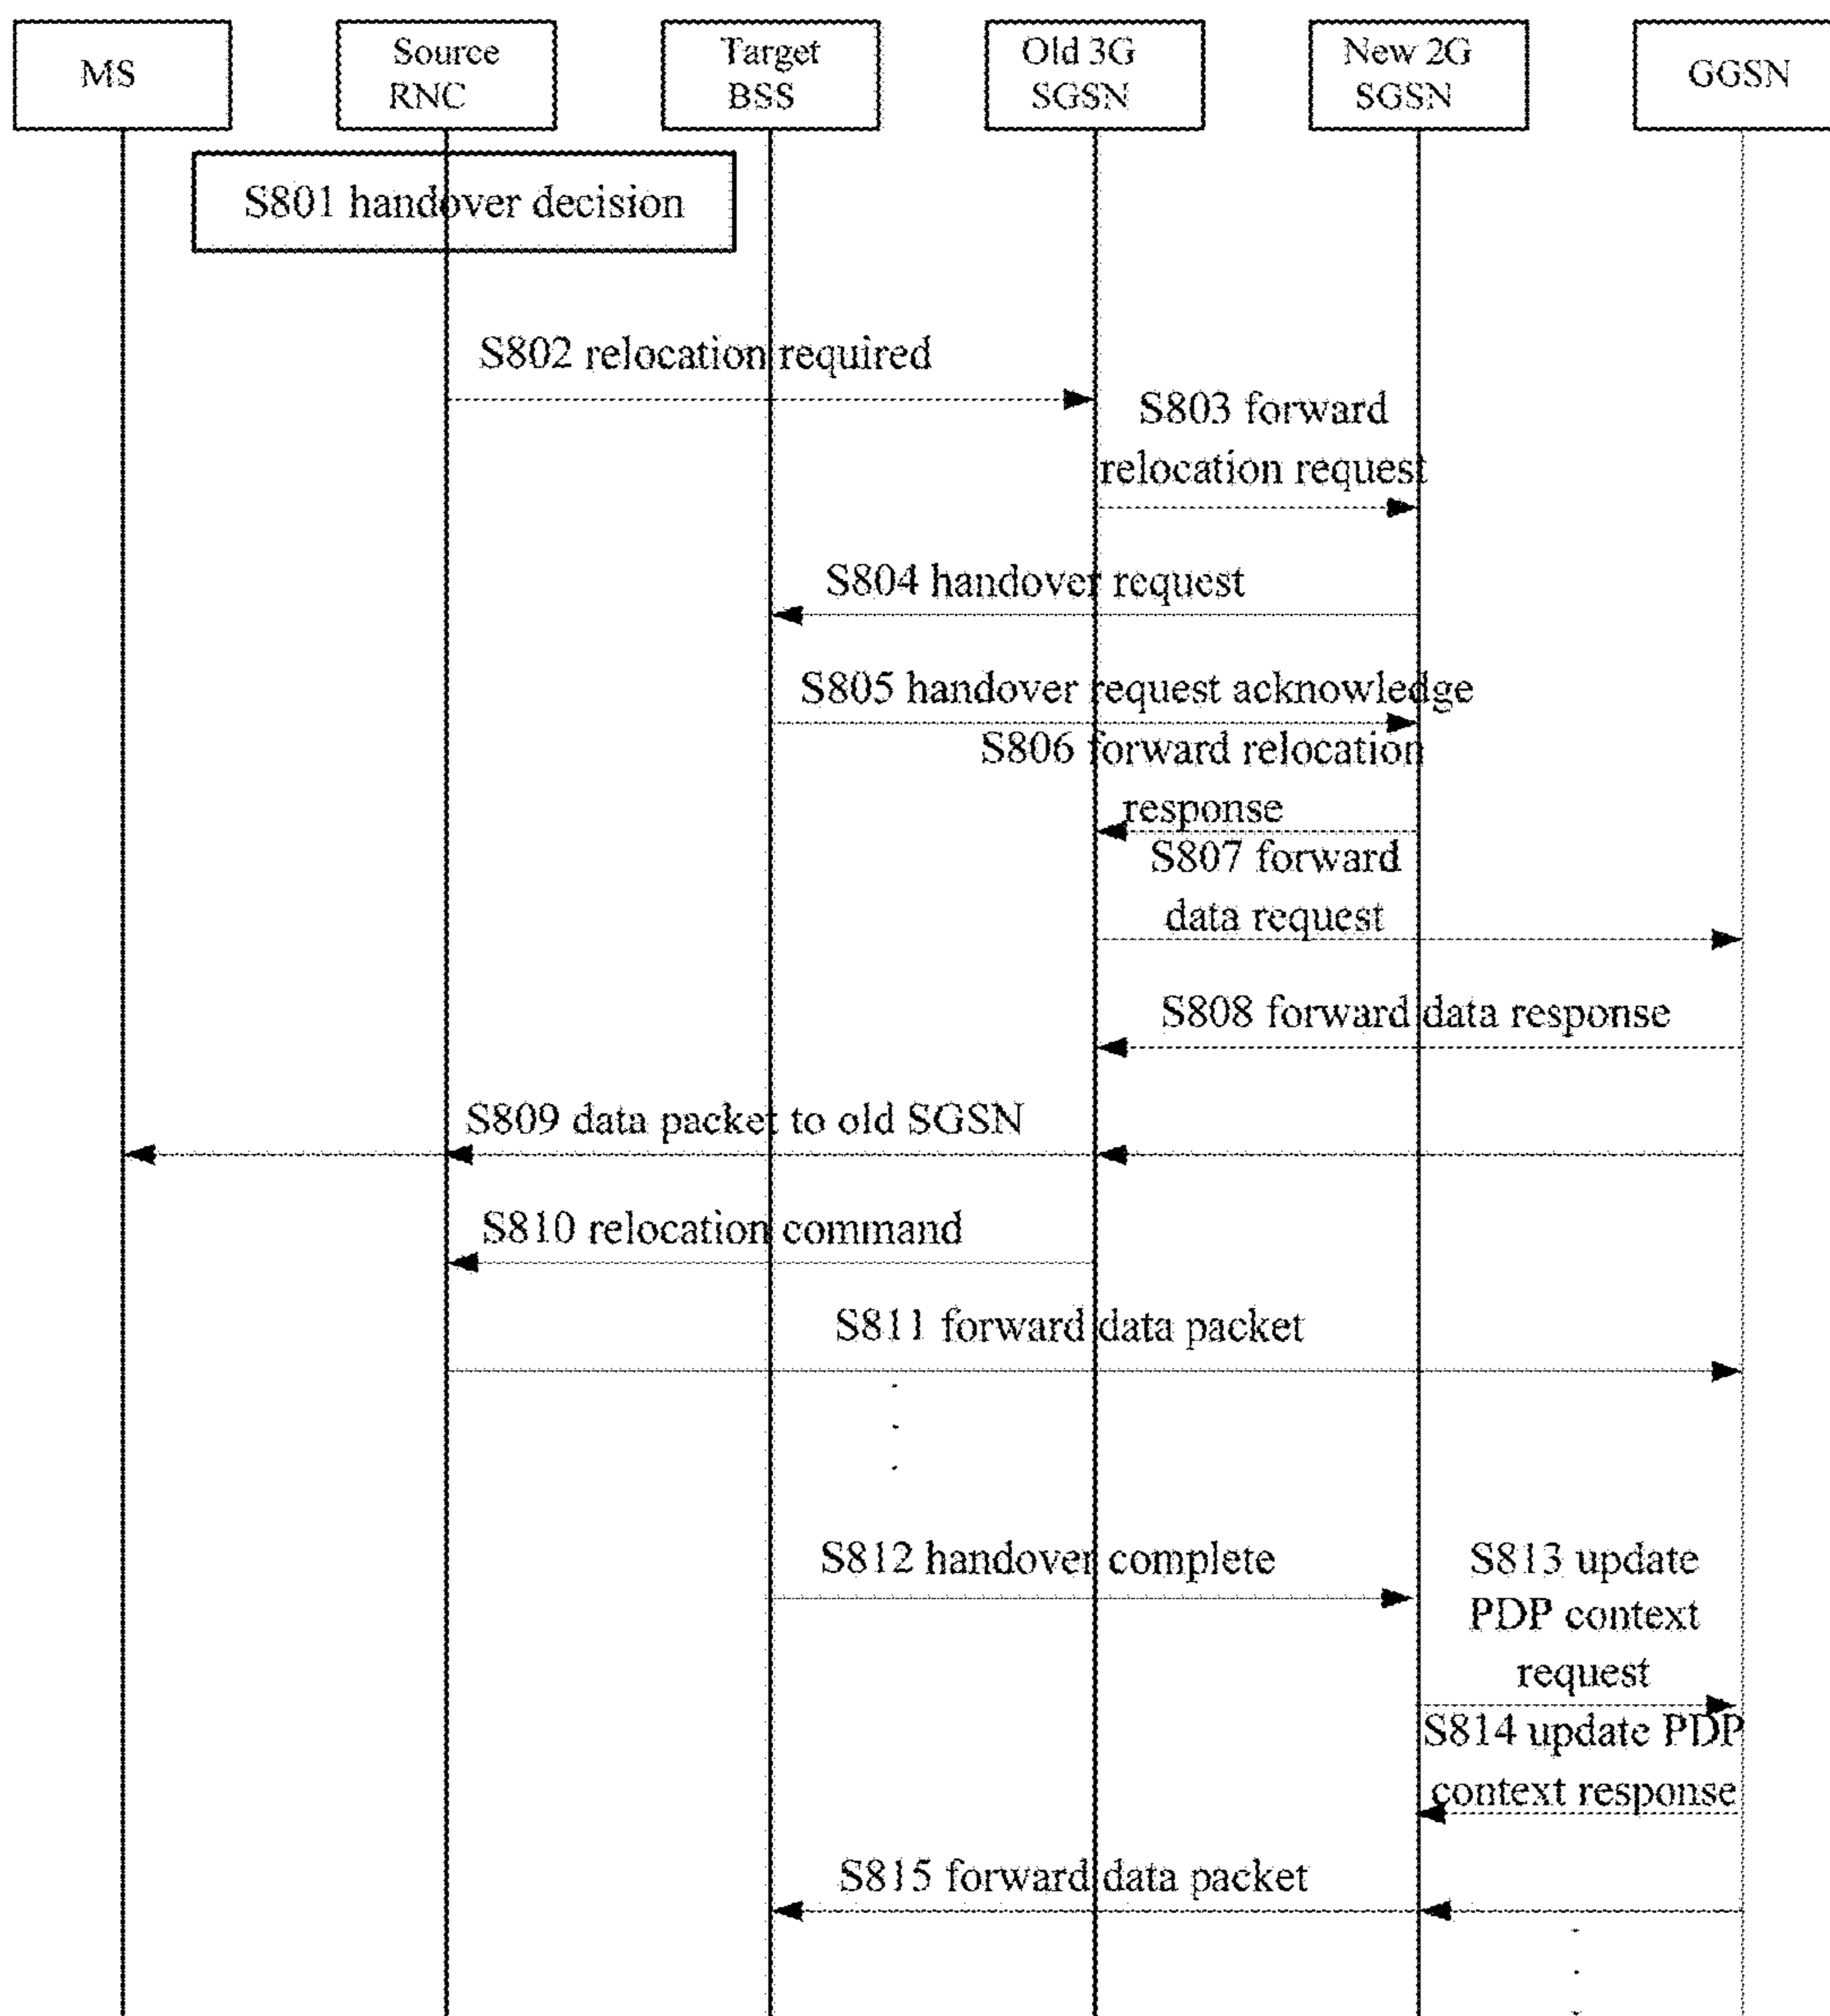 MS
Source
RNC
Target
BSS
Old 3G
SGSN
New 2G
SGSN
GGSN
S801 handover decision
S802 relocation required
S803 forward
relocation request
S804 handover request
S805 handover request acknowledge
S806 forward relocation
response
S807 forward
data request
S808 forward data response
S809 data packet to old SGSN
S810 relocation command
S811 forward data packet
S812 handover complete
S813 update
PDP context
request
S814 update PDP
context response
S815 forward data packet